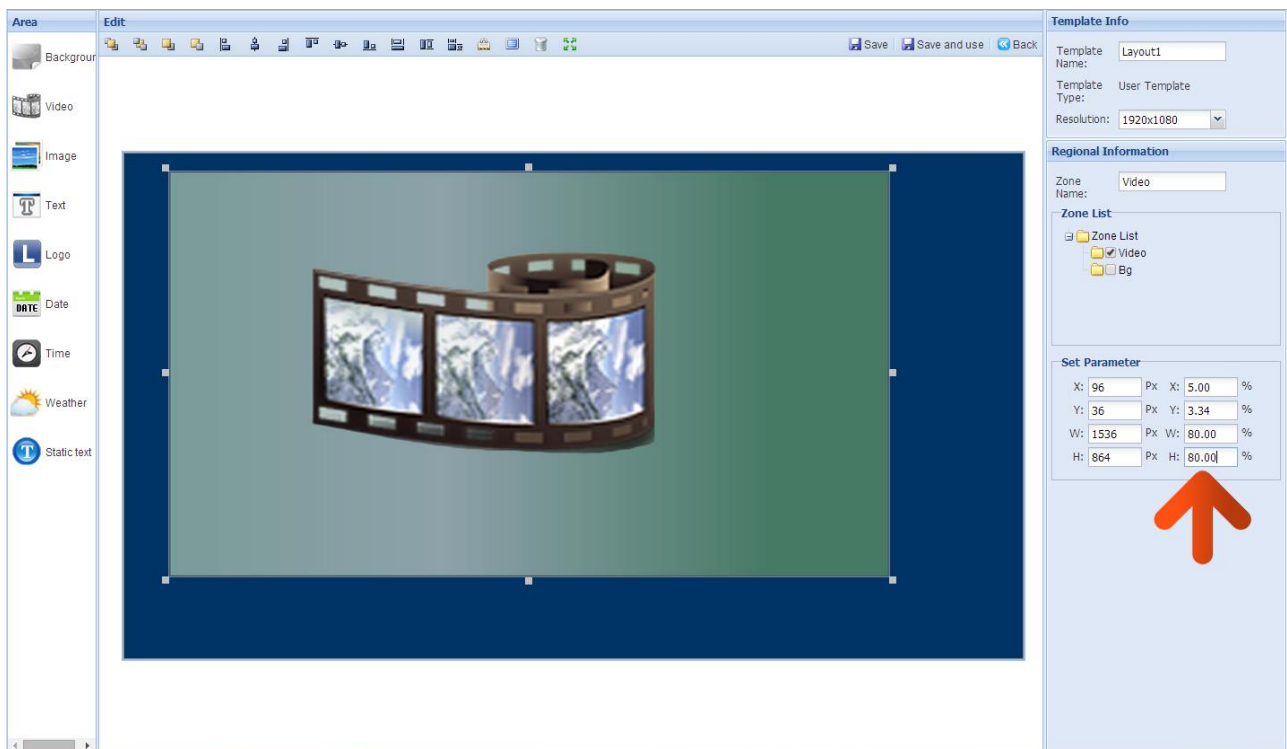 Area
Edit
Template Info
Save
Save and use
Back
Backgrour
Video
Image
Text
Logo
DATE Date
Time
Weather
Static text
Template Name: Layout1
Template Type: User Template
Resolution: 1920x1080
Regional Information
Zone Name: Video
Zone List
Zone List
Video
Bg
Set Parameter
X: 96 Px X: 5.00 %
Y: 36 Px Y: 3.34 %
W: 1536 Px W: 80.00 %
H: 864 Px H: 80.00 %